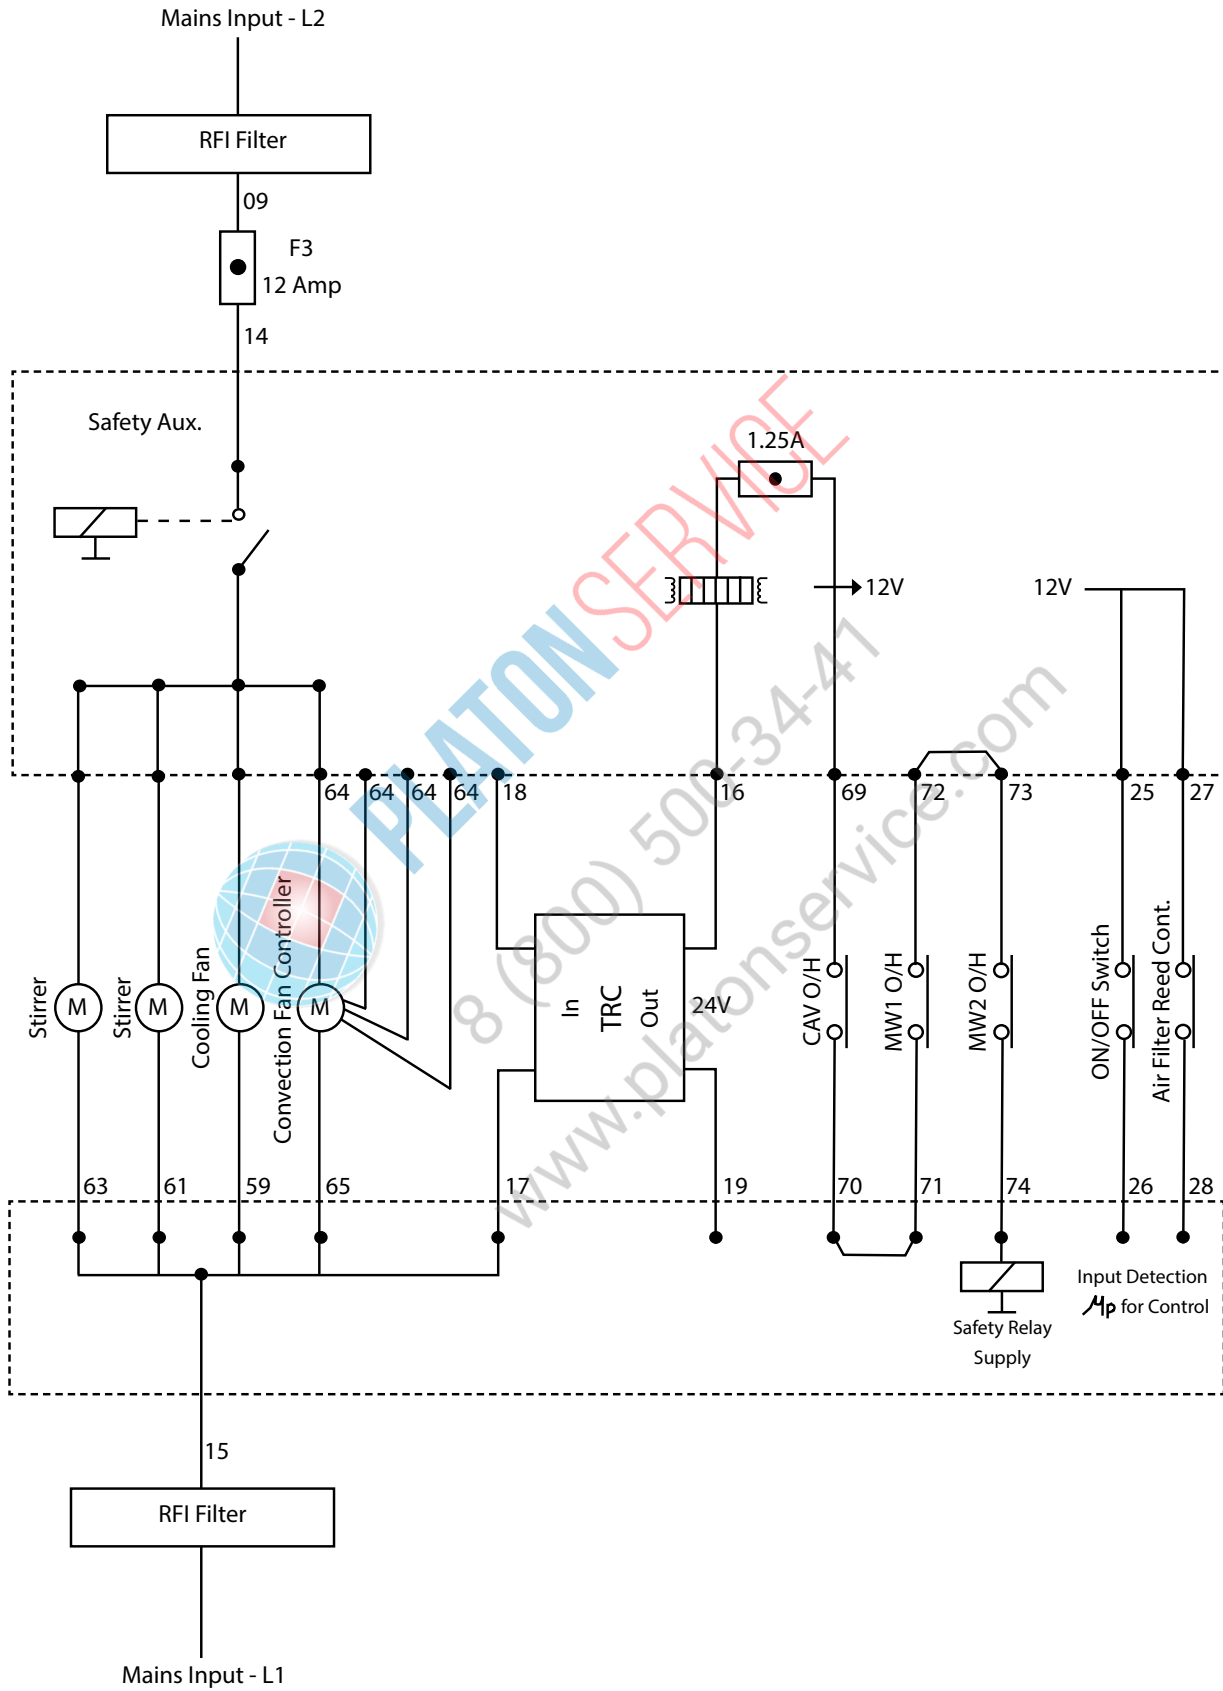 Mains Input - L2
RFI Filter
09
F3
12 Amp
14
Safety Aux.
1.25A
12V
12V
64
64
64
64
18
16
69
72
73
25
27
Stirrer
M
Stirrer
M
Cooling Fan
M
Convection Fan Controller
M
In
TRC
Out
24V
CAV O/H
MW1 O/H
MW2 O/H
ON/OFF Switch
Air Filter Reed Cont.
63
61
59
65
17
19
70
71
74
26
28
Safety Relay
Supply
Input Detection
μp for Control
15
RFI Filter
Mains Input - L1
PLATONSERVICE
8 (800) 500-34-41
www.platonservice.com